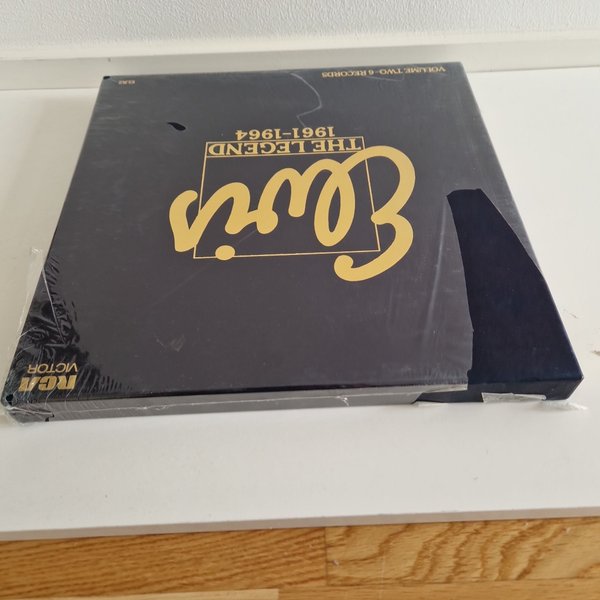 VOLUME TWO - 6 RECORDS
Elvis
THE LEGEND
1961-1964
RCA
VICTOR